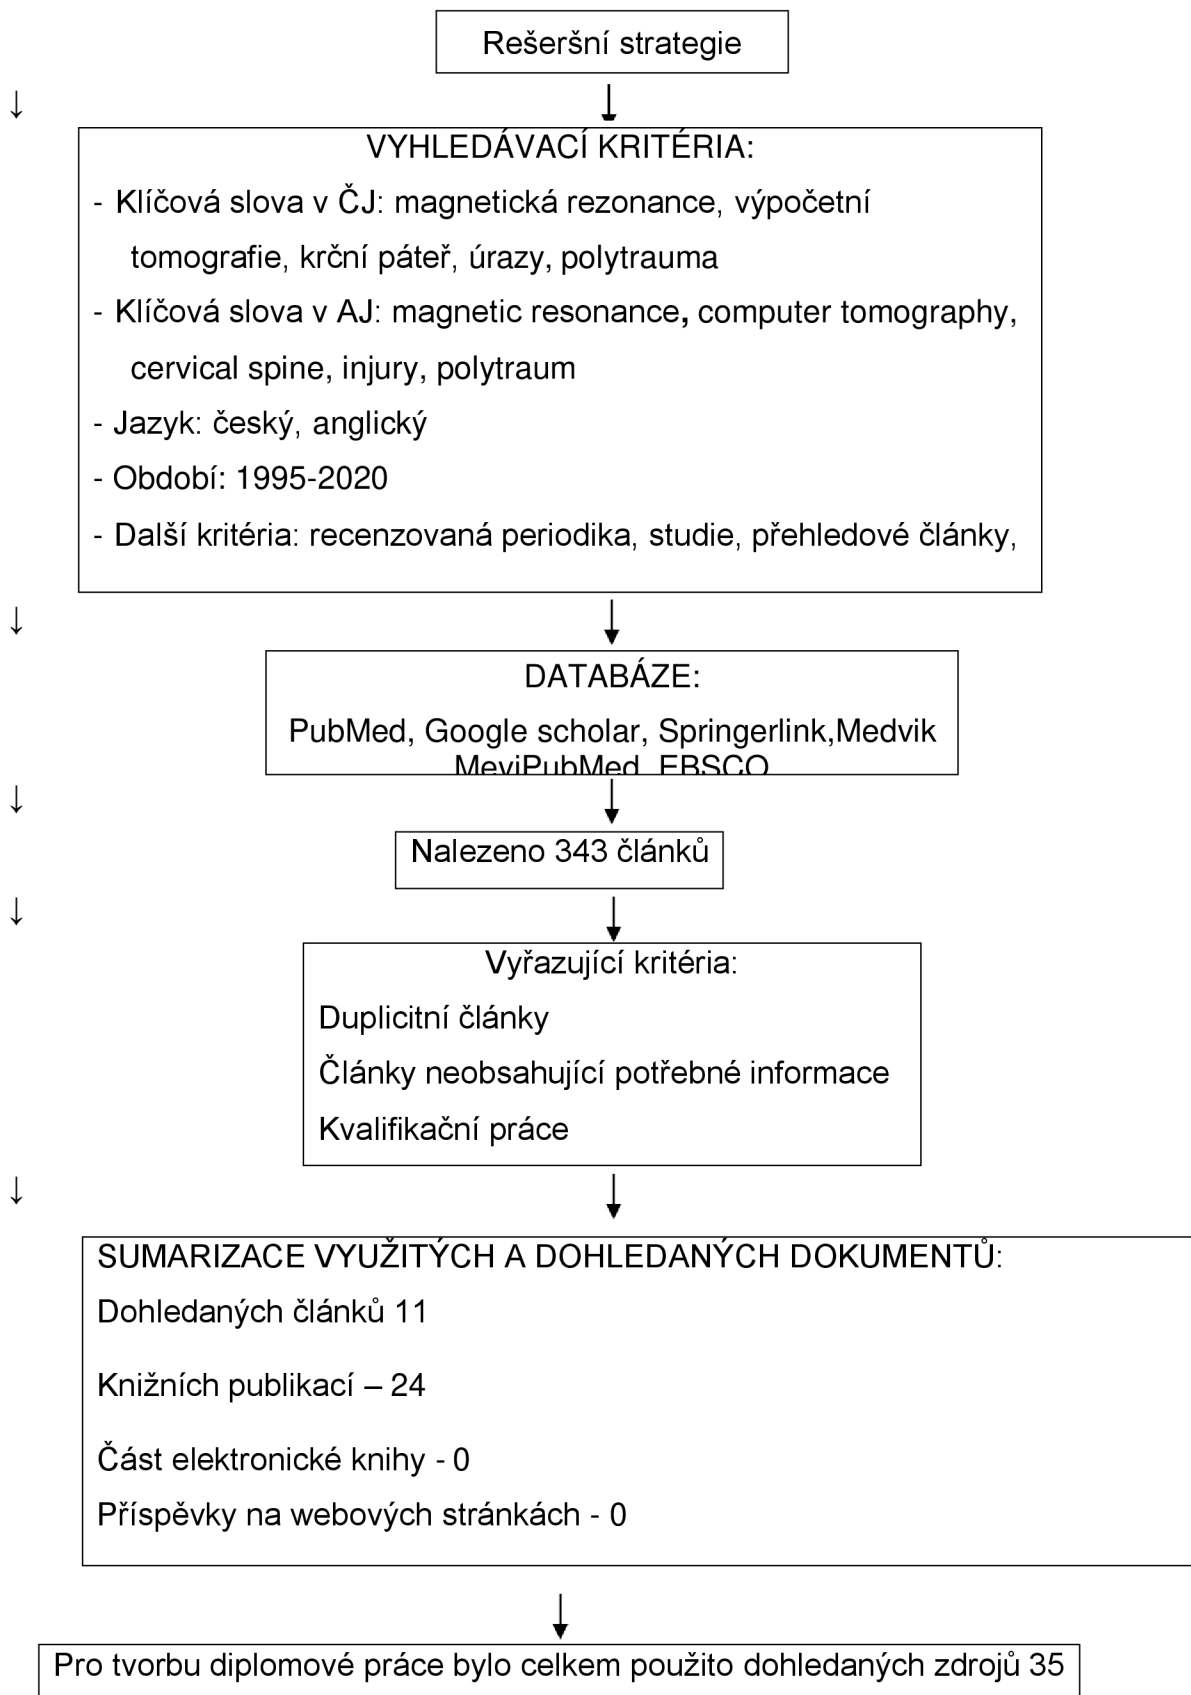 Rešeršní strategie
↓
VYHLEDÁVACÍ KRITÉRIA:
- Klíčová slova v ČJ: magnetická rezonance, výpočetní
tomografie, krční páteř, úrazy, polytrauma
- Klíčová slova v AJ: magnetic resonance, computer tomography,
cervical spine, injury, polytraum
- Jazyk: český, anglický
- Období: 1995-2020
- Další kritéria: recenzovaná periodika, studie, přehledové články,
↓
DATABÁZE:
PubMed, Google scholar, Springerlink,Medvik
MeviPubMed, EBSCO
↓
Nalezeno 343 článků
↓
Vyřazující kritéria:
Duplicitní články
Články neobsahující potřebné informace
Kvalifikační práce
↓
SUMARIZACE VYUŽITÝCH A DOHLEDANÝCH DOKUMENTŮ:
Dohledaných článků 11
Knižních publikací – 24
Část elektronické knihy - 0
Příspěvky na webových stránkách - 0
Pro tvorbu diplomové práce bylo celkem použito dohledaných zdrojů 35